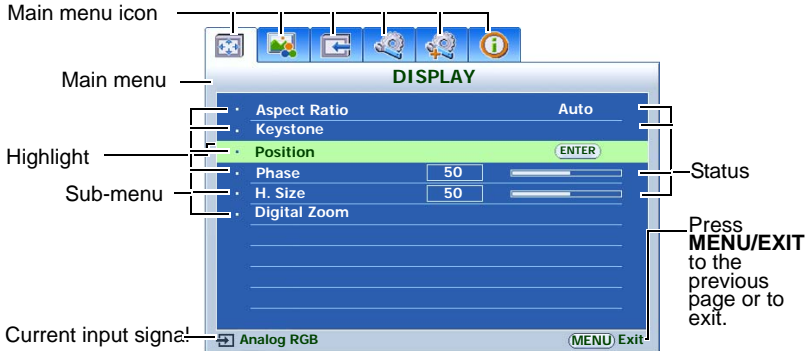 Main menu icon
Main menu
DISPLAY
Aspect Ratio Auto
Keystone
Highlight
Position ENTER
Phase 50
Status
Sub-menu
H. Size 50
Digital Zoom
Press
MENU/EXIT
to the
previous
page or to
exit.
Current input signal
Analog RGB
MENU Exit